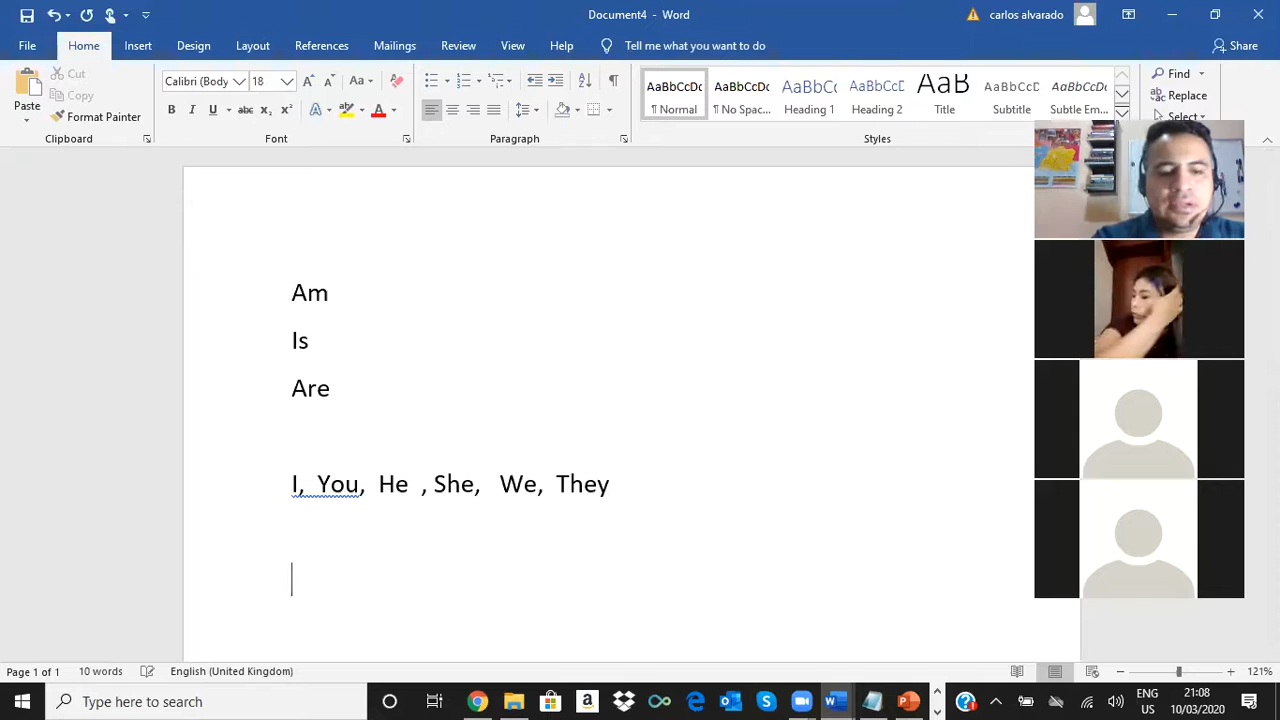 Document4 - Word
carlos alvarado
File Home Insert Design Layout References Mailings Review View Help Tell me what you want to do Share
Paste
Cut
Copy
Format Painter
Calibri (Body 18
AaBbCcDc AaBbCcDc AaBbCc AaBbCcD AaB AaBbCcD AaBbCcDc
¶ Normal ¶ No Spac... Heading 1 Heading 2 Title Subtitle Subtle Em...
Find
Replace
Select
Clipboard Font Paragraph Styles
Am
Is
Are
I, You, He , She, We, They
Page 1 of 1 10 words English (United Kingdom) 121%
Type here to search
ENG
US
21:08
10/03/2020